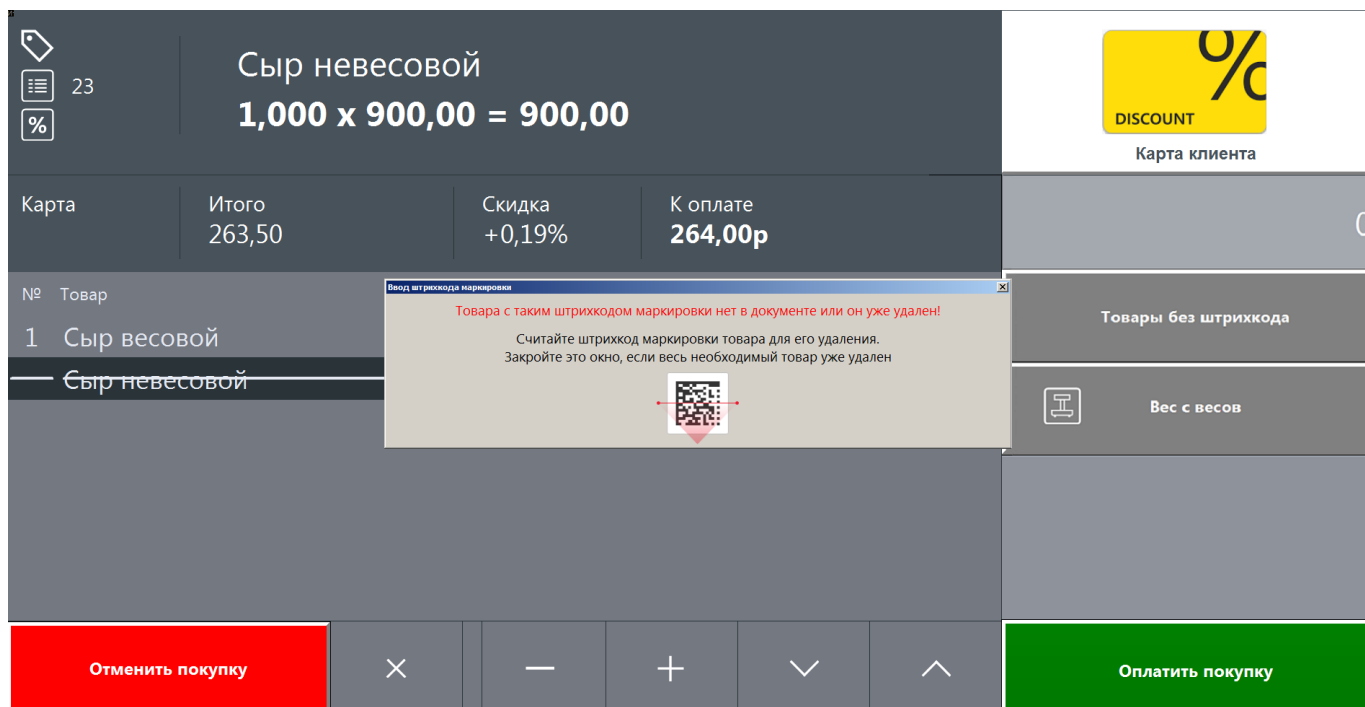 23
Сыр невесовой
1,000 x 900,00 = 900,00
%
DISCOUNT
Карта клиента
Карта
Итого
263,50
Скидка
+0,19%
К оплате
264,00р
0
№ Товар
1 Сыр весовой
Сыр невесовой
Ввод штрихкода маркировки
Товара с таким штрихкодом маркировки нет в документе или он уже удален!
Считайте штрихкод маркировки товара для его удаления.
Закройте это окно, если весь необходимый товар уже удален
Товары без штрихкода
Вес с весов
Отменить покупку
Оплатить покупку